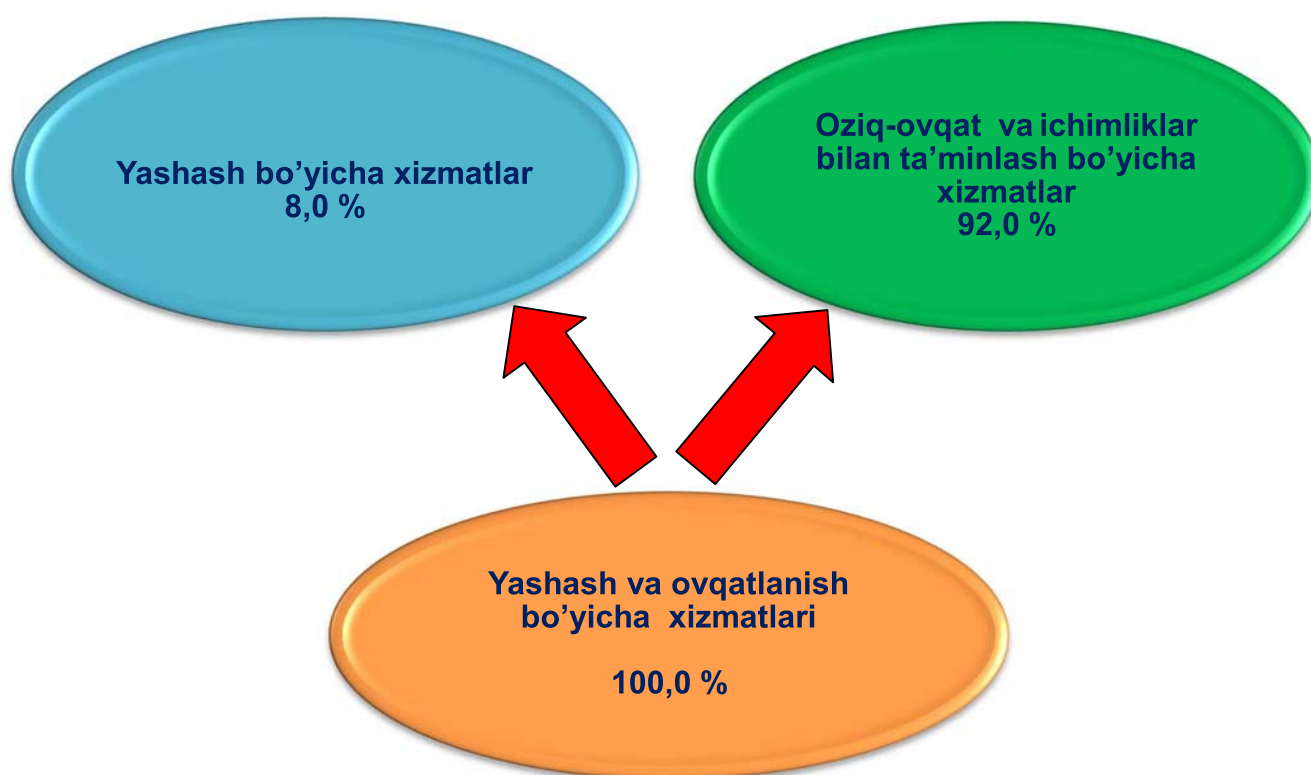 Yashash bo’yicha xizmatlar
8,0 %
Oziq-ovqat va ichimliklar
bilan ta’minlash bo’yicha
xizmatlar
92,0 %
Yashash va ovqatlanish
bo’yicha xizmatlari
100,0 %